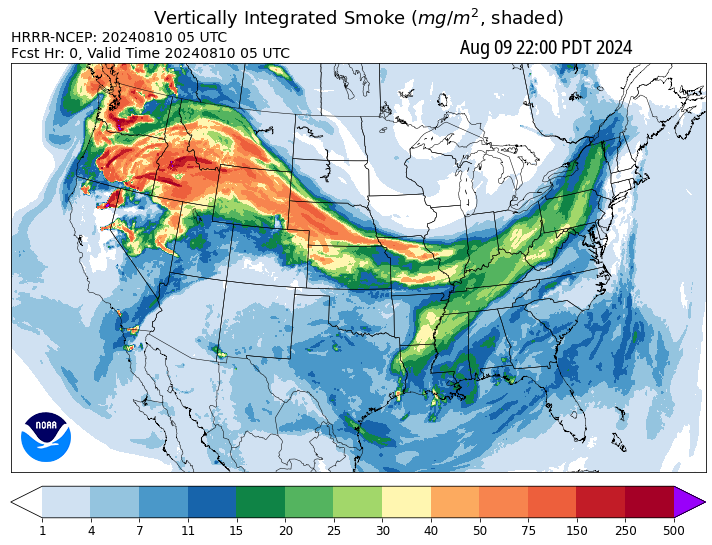 Vertically Integrated Smoke (mg/m², shaded)
HRRR-NCEP: 20240810 05 UTC
Fcst Hr: 0, Valid Time 20240810 05 UTC
Aug 09 22:00 PDT 2024
NOAA
1 4 7 11 15 20 25 30 40 50 75 150 250 500